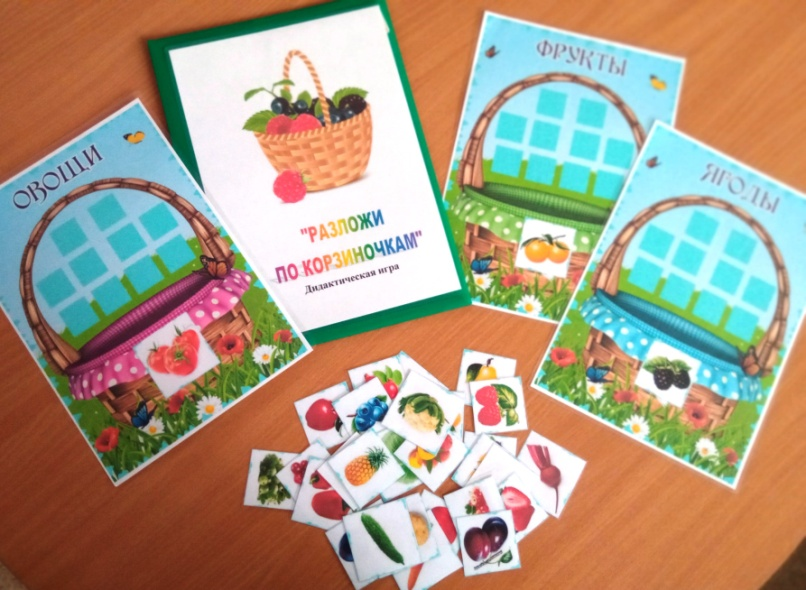 ОВОЩИ
"РАЗЛОЖИ
ПО КОРЗИНОЧКАМ"
Дидактическая игра
ФРУКТЫ
ЯГОДЫ